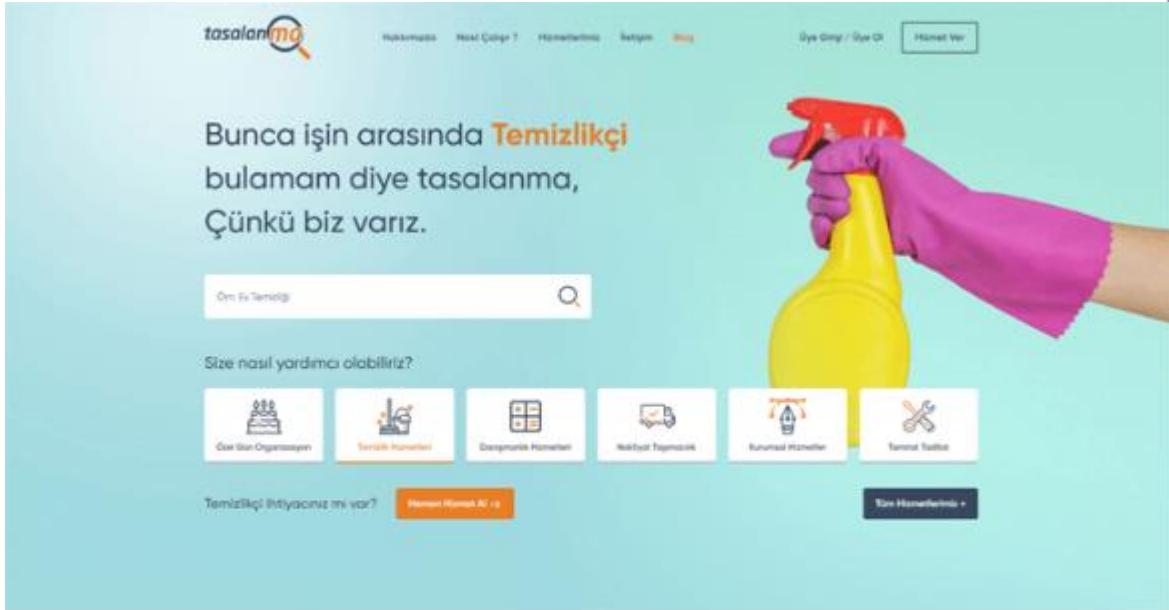 tasalanma
Hakkımızda Nasıl Çalışır ? Hizmetlerimiz İletişim Blog
Üye Girişi / Üye Ol Hizmet Ver
Bunca işin arasında Temizlikçi
bulamam diye tasalanma,
Çünkü biz varız.
Örn: Ev Temizliği
Size nasıl yardımcı olabiliriz?
Özel Gün Organizasyon Temizlik Hizmetleri Danışmanlık Hizmetleri Nakliyat Taşımacılık Kurumsal Hizmetler Tamirat Tadilat
Temizlikçi ihtiyacınız mı var? Hemen Hizmet Al Tüm Hizmetlerimiz +